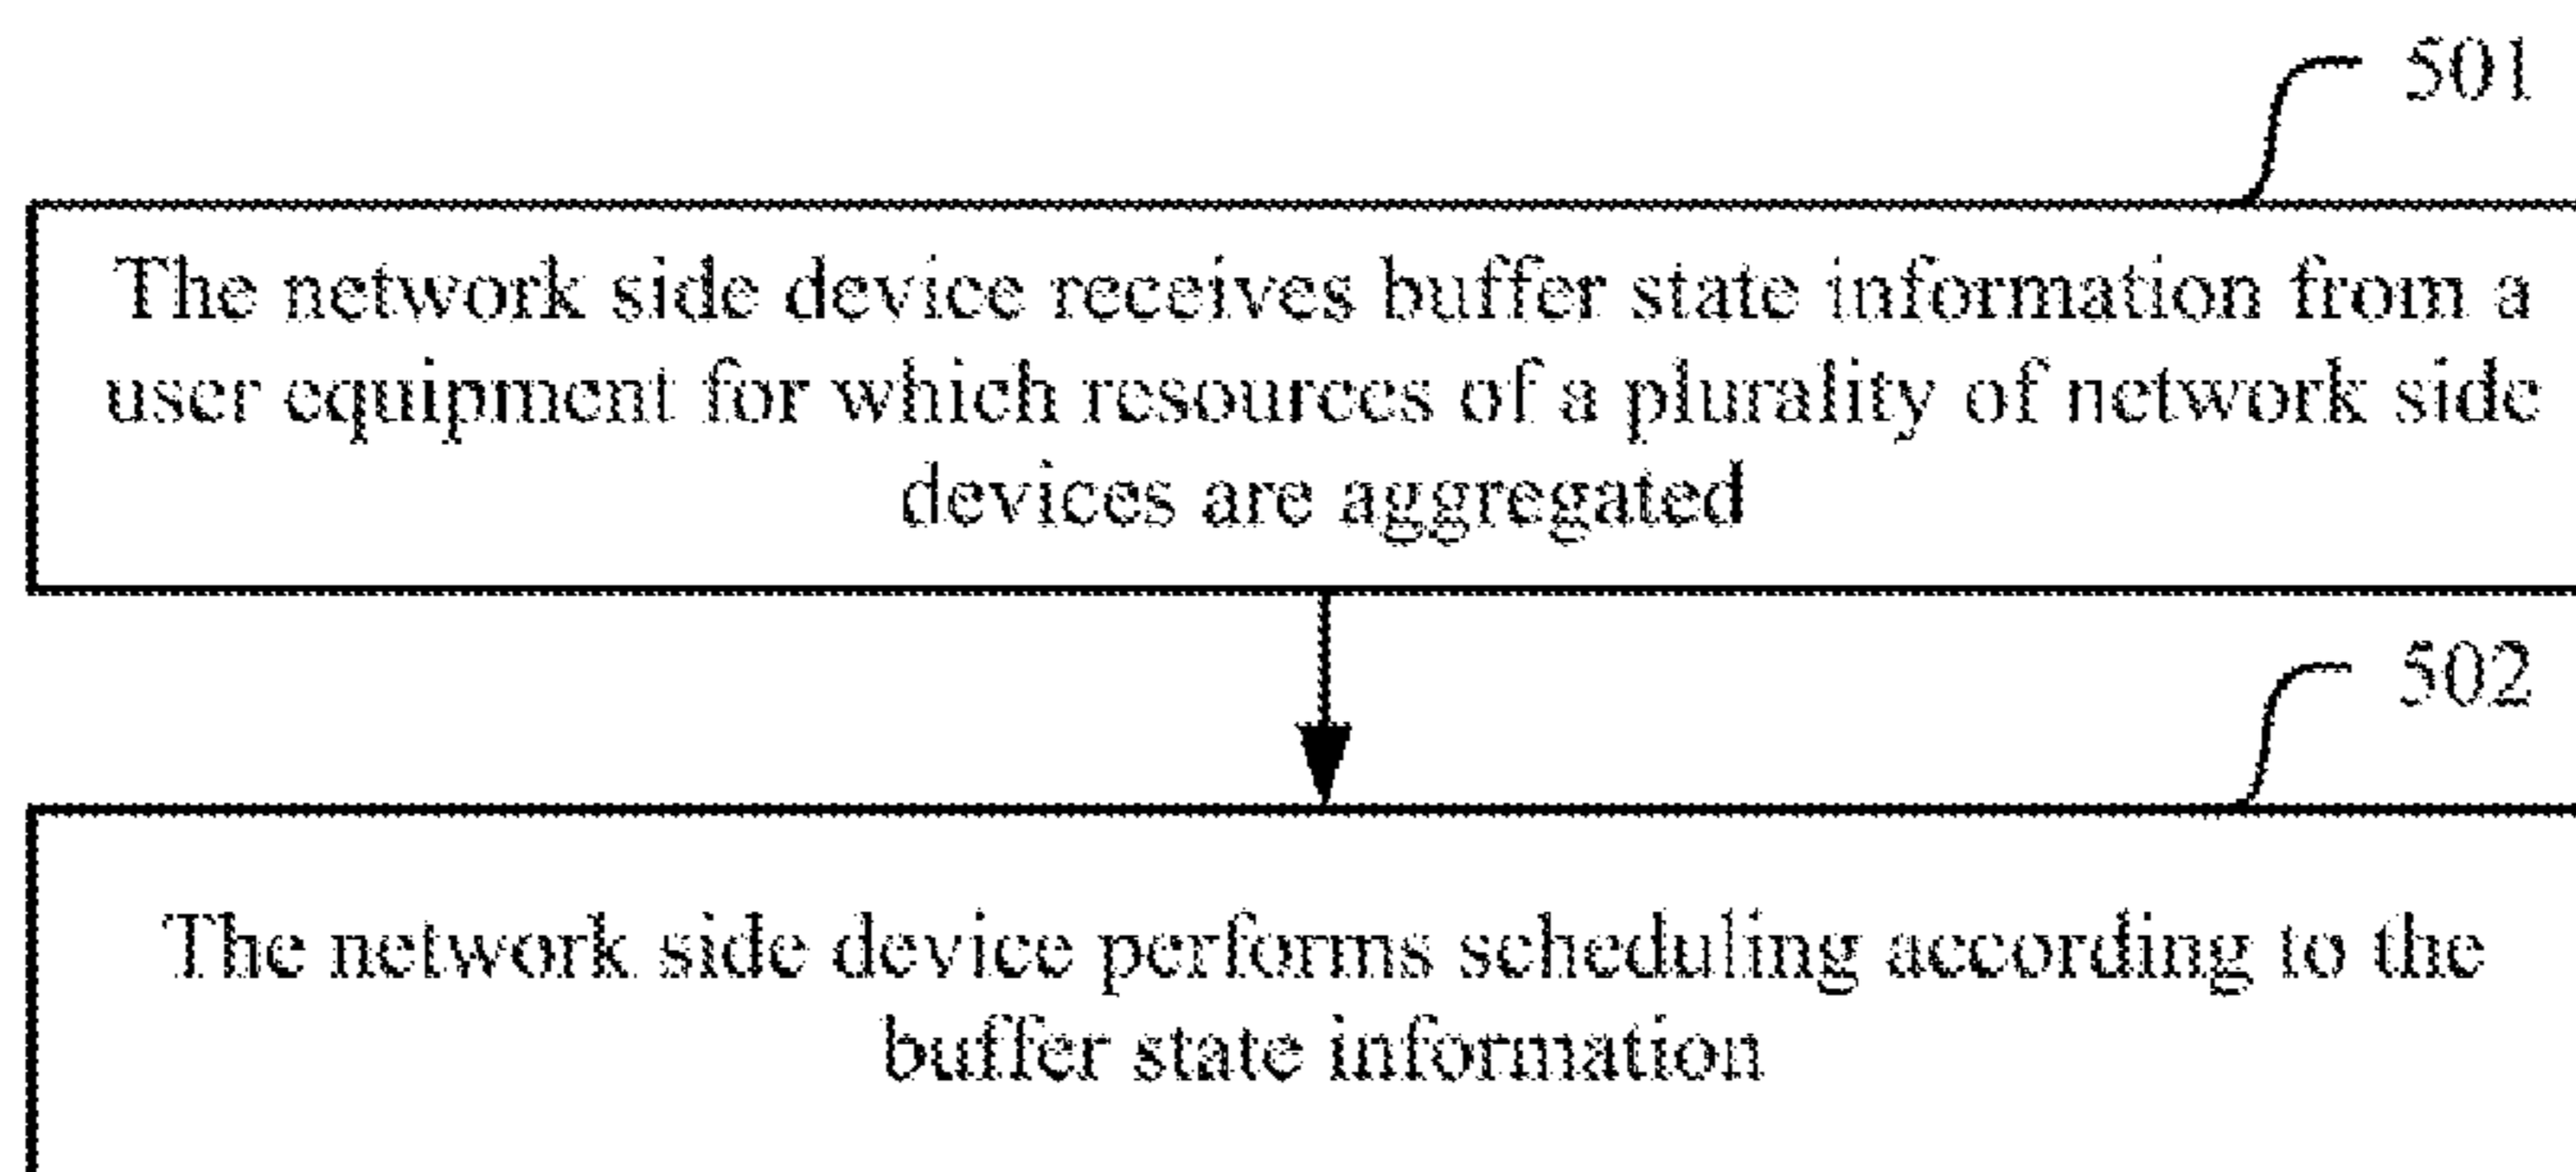 501
The network side device receives buffer state information from a
user equipment for which resources of a plurality of network side
devices are aggregated
502
The network side device performs scheduling according to the
buffer state information